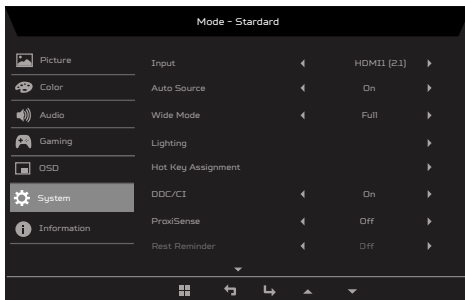 Mode - Stardard
Picture
Color
Audio
Gaming
OSD
System
Information
Input HDMI1 (2.1)
Auto Source On
Wide Mode Full
Lighting
Hot Key Assignment
DDC/CI On
ProxiSense Off
Rest Reminder Off